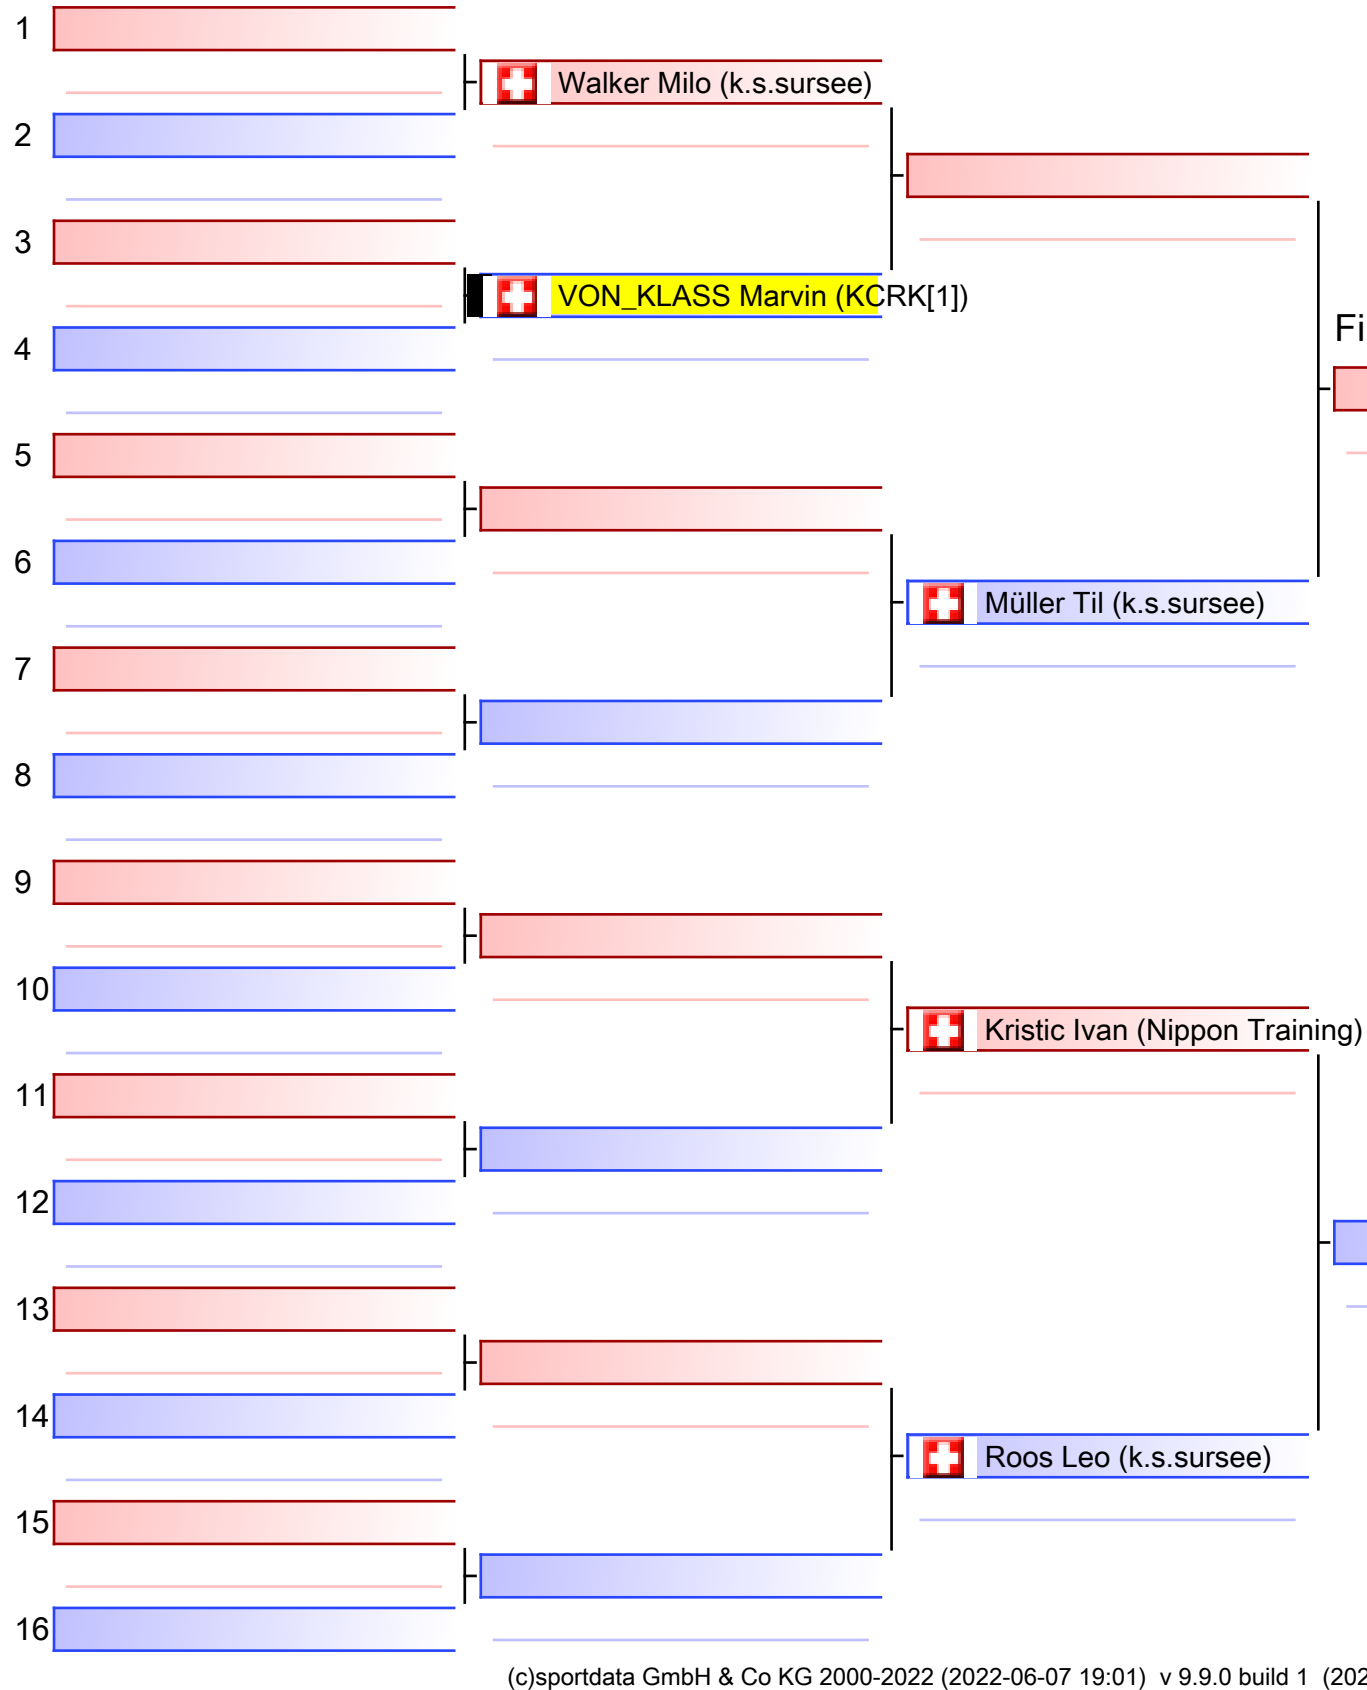 1
Walker Milo (k.s.sursee)
2
3
VON_KLASS Marvin (KCRK[1])
Fi
4
5
6
Müller Til (k.s.sursee)
7
8
9
10
Kristic Ivan (Nippon Training)
11
12
13
14
Roos Leo (k.s.sursee)
15
16
(c)sportdata GmbH & Co KG 2000-2022 (2022-06-07 19:01) v 9.9.0 build 1 (202